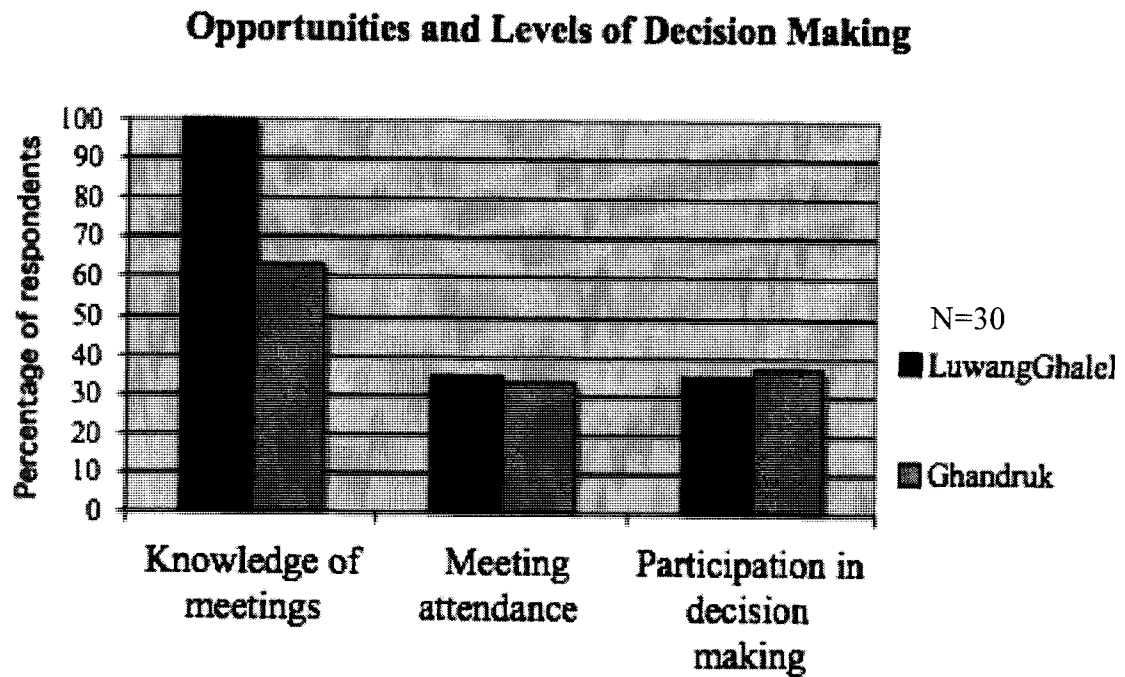 Opportunities and Levels of Decision Making
Percentage of respondents
100
90
80
70
60
50
40
30
20
10
0
Knowledge of
meetings
Meeting
attendance
Participation in
decision
making
N=30
LuwangGhalel
Ghandruk